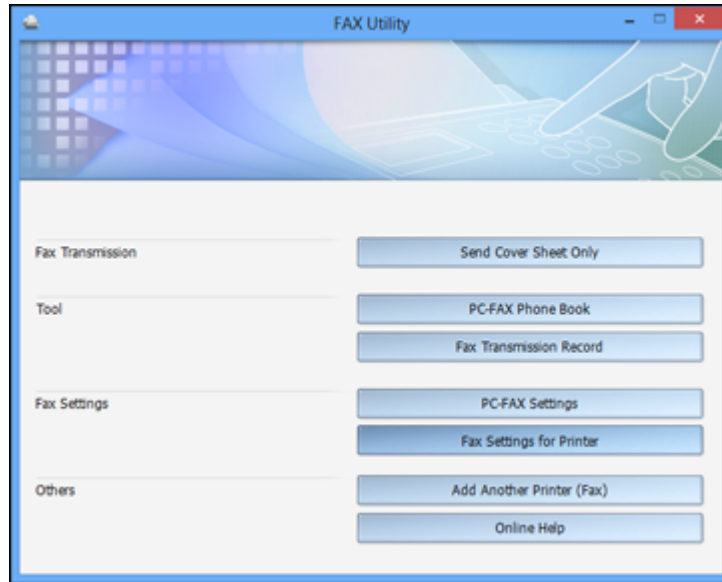 FAX Utility
Fax Transmission
Send Cover Sheet Only
Tool
PC-FAX Phone Book
Fax Transmission Record
Fax Settings
PC-FAX Settings
Fax Settings for Printer
Others
Add Another Printer (Fax)
Online Help